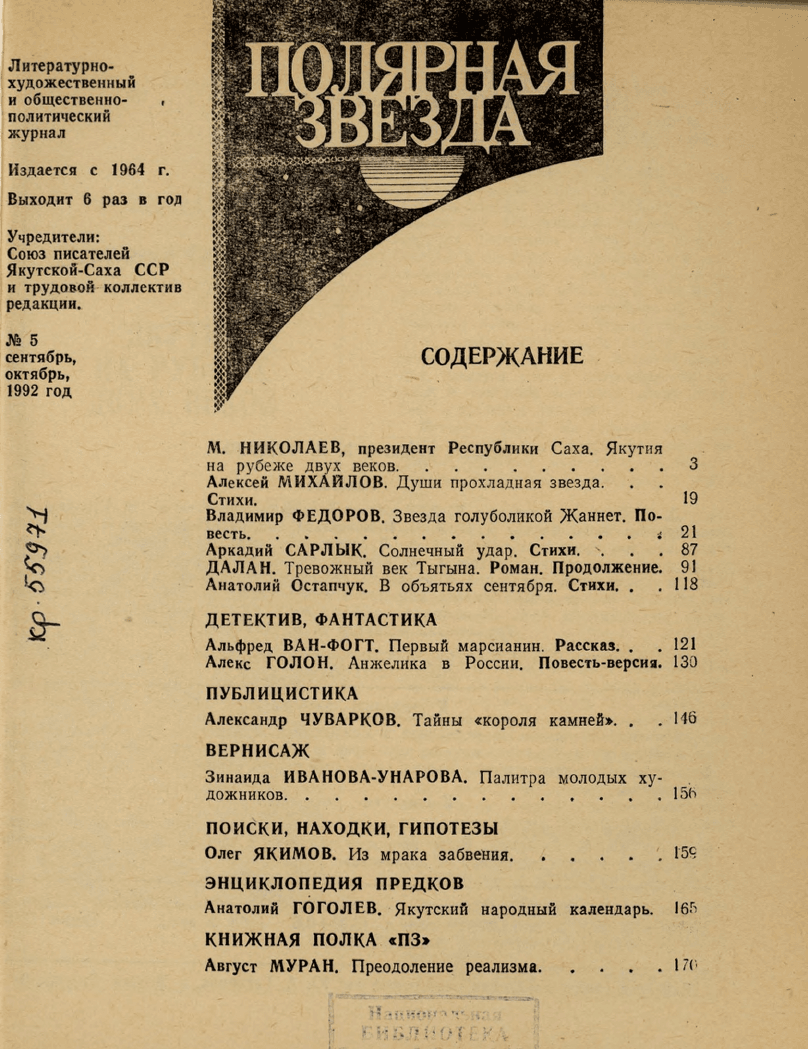 Литературно-
художественный
и общественно-
политический
журнал
Издается с 1964 г.
Выходит 6 раз в год
Учредители:
Союз писателей
Якутской-Саха ССР
и трудовой коллектив
редакции.
№ 5
сентябрь,
октябрь,
1992 год
ПОЛЯРНАЯ
ЗВЕЗДА
СОДЕРЖАНИЕ
М. НИКОЛАЕВ, президент Республики Саха. Якутия
на рубеже двух веков. . . . . . . . . . 3
Алексей МИХАЙЛОВ. Души прохладная звезда. . .
Стихи. 19
Владимир ФЕДОРОВ. Звезда голуболикой Жаннет. По-
весть. . . . . . . . . . . . . . . 21
Аркадий САРЛЫК. Солнечный удар. Стихи. . . . 87
ДАЛАН. Тревожный век Тыгына. Роман. Продолжение. 91
Анатолий Остапчук. В объятьях сентября. Стихи. . . 118
ДЕТЕКТИВ, ФАНТАСТИКА
Альфред ВАН-ФОГТ. Первый марсианин. Рассказ. . . 121
Алекс ГОЛОН. Анжелика в России. Повесть-версия. 130
ПУБЛИЦИСТИКА
Александр ЧУВАРКОВ. Тайны «короля камней». . . 146
ВЕРНИСАЖ
Зинаида ИВАНОВА-УНАРОВА. Палитра молодых ху-
дожников. . . . . . . . . . . . . . 156
ПОИСКИ, НАХОДКИ, ГИПОТЕЗЫ
Олег ЯКИМОВ. Из мрака забвения. . . . . . 159
ЭНЦИКЛОПЕДИЯ ПРЕДКОВ
Анатолий ГОГОЛЕВ. Якутский народный календарь. 165
КНИЖНАЯ ПОЛКА «ПЗ»
Август МУРАН. Преодоление реализма. . . . . 170
Национальная
БИБЛИОТЕКА